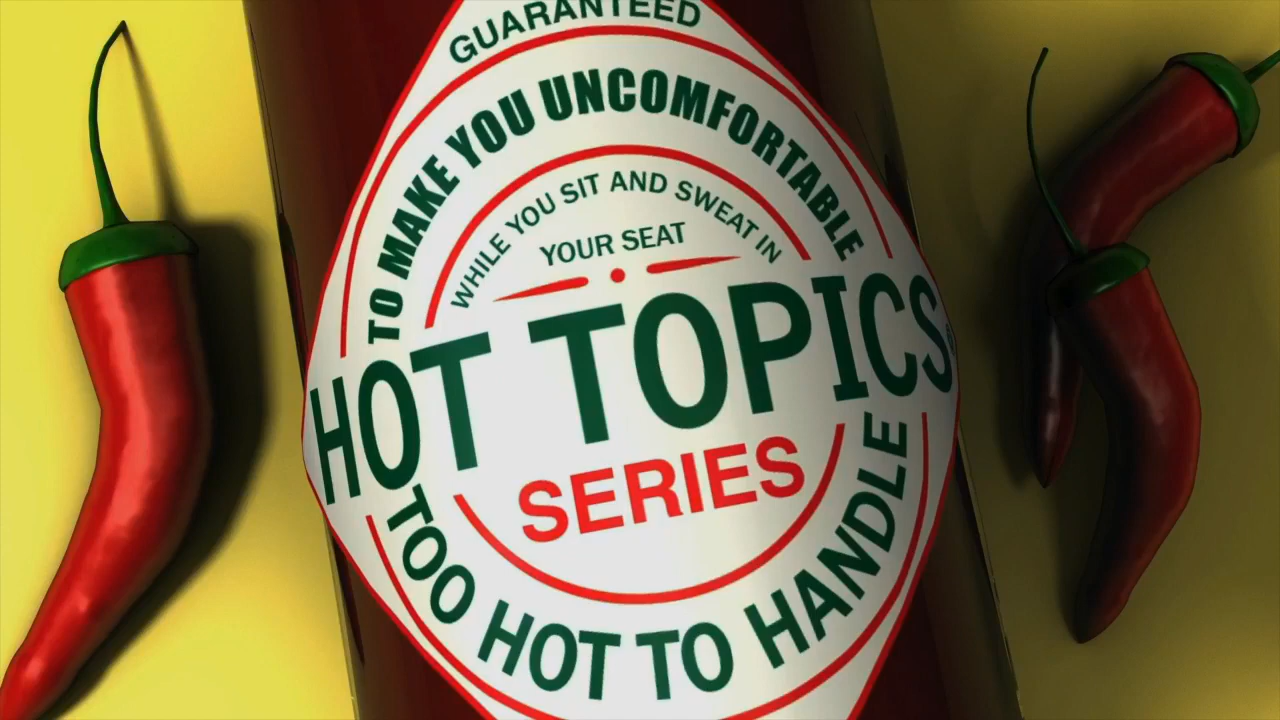 GUARANTEED
TO MAKE YOU UNCOMFORTABLE
WHILE YOU SIT AND SWEAT IN
YOUR SEAT
HOT TOPICS
SERIES
TOO HOT TO HANDLE